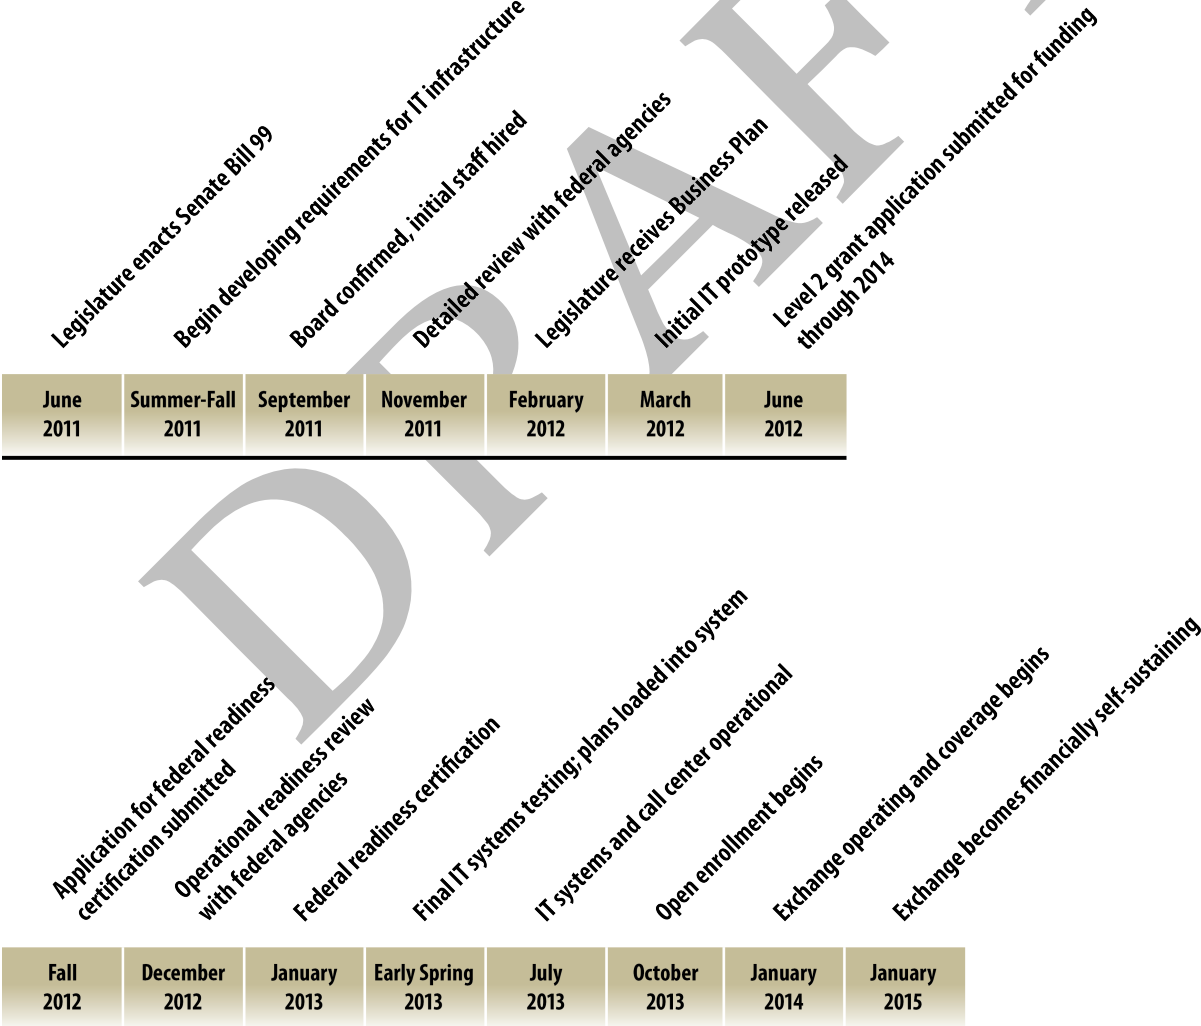 Legislature enacts Senate Bill 99
Begin developing requirements for IT infrastructure
Board confirmed, initial staff hired
Detailed review with federal agencies
Legislature receives Business Plan
Initial IT prototype released
Level 2 grant application submitted for funding
through 2014
June
2011
Summer-Fall
2011
September
2011
November
2011
February
2012
March
2012
June
2012
DRAF
Application for federal readiness
certification submitted
Operational readiness review
with federal agencies
Federal readiness certification
Final IT systems testing; plans loaded into system
IT systems and call center operational
Open enrollment begins
Exchange operating and coverage begins
Exchange becomes financially self-sustaining
Fall
2012
December
2012
January
2013
Early Spring
2013
July
2013
October
2013
January
2014
January
2015